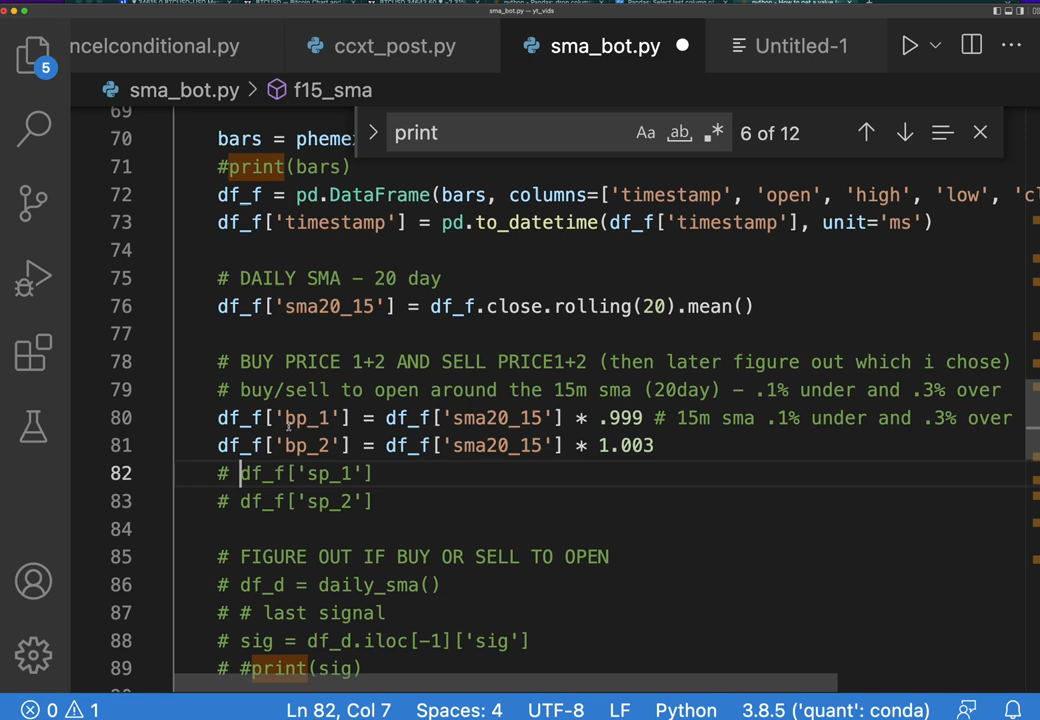 sma_bot.py — yt_vids
ncelconditional.py ccxt_post.py sma_bot.py Untitled-1
5
sma_bot.py > f15_sma
print Aa ab 6 of 12
69
70 bars = pheme
71 #print(bars)
72 df_f = pd.DataFrame(bars, columns=['timestamp', 'open', 'high', 'low', 'cl
73 df_f['timestamp'] = pd.to_datetime(df_f['timestamp'], unit='ms')
74
75 # DAILY SMA - 20 day
76 df_f['sma20_15'] = df_f.close.rolling(20).mean()
77
78 # BUY PRICE 1+2 AND SELL PRICE1+2 (then later figure out which i chose)
79 # buy/sell to open around the 15m sma (20day) - .1% under and .3% over
80 df_f['bp_1'] = df_f['sma20_15'] * .999 # 15m sma .1% under and .3% over
81 df_f['bp_2'] = df_f['sma20_15'] * 1.003
82 # df_f['sp_1']
83 # df_f['sp_2']
84
85 # FIGURE OUT IF BUY OR SELL TO OPEN
86 # df_d = daily_sma()
87 # # last signal
88 # sig = df_d.iloc[-1]['sig']
89 # #print(sig)
0 1 Ln 82, Col 7 Spaces: 4 UTF-8 LF Python 3.8.5 ('quant': conda)